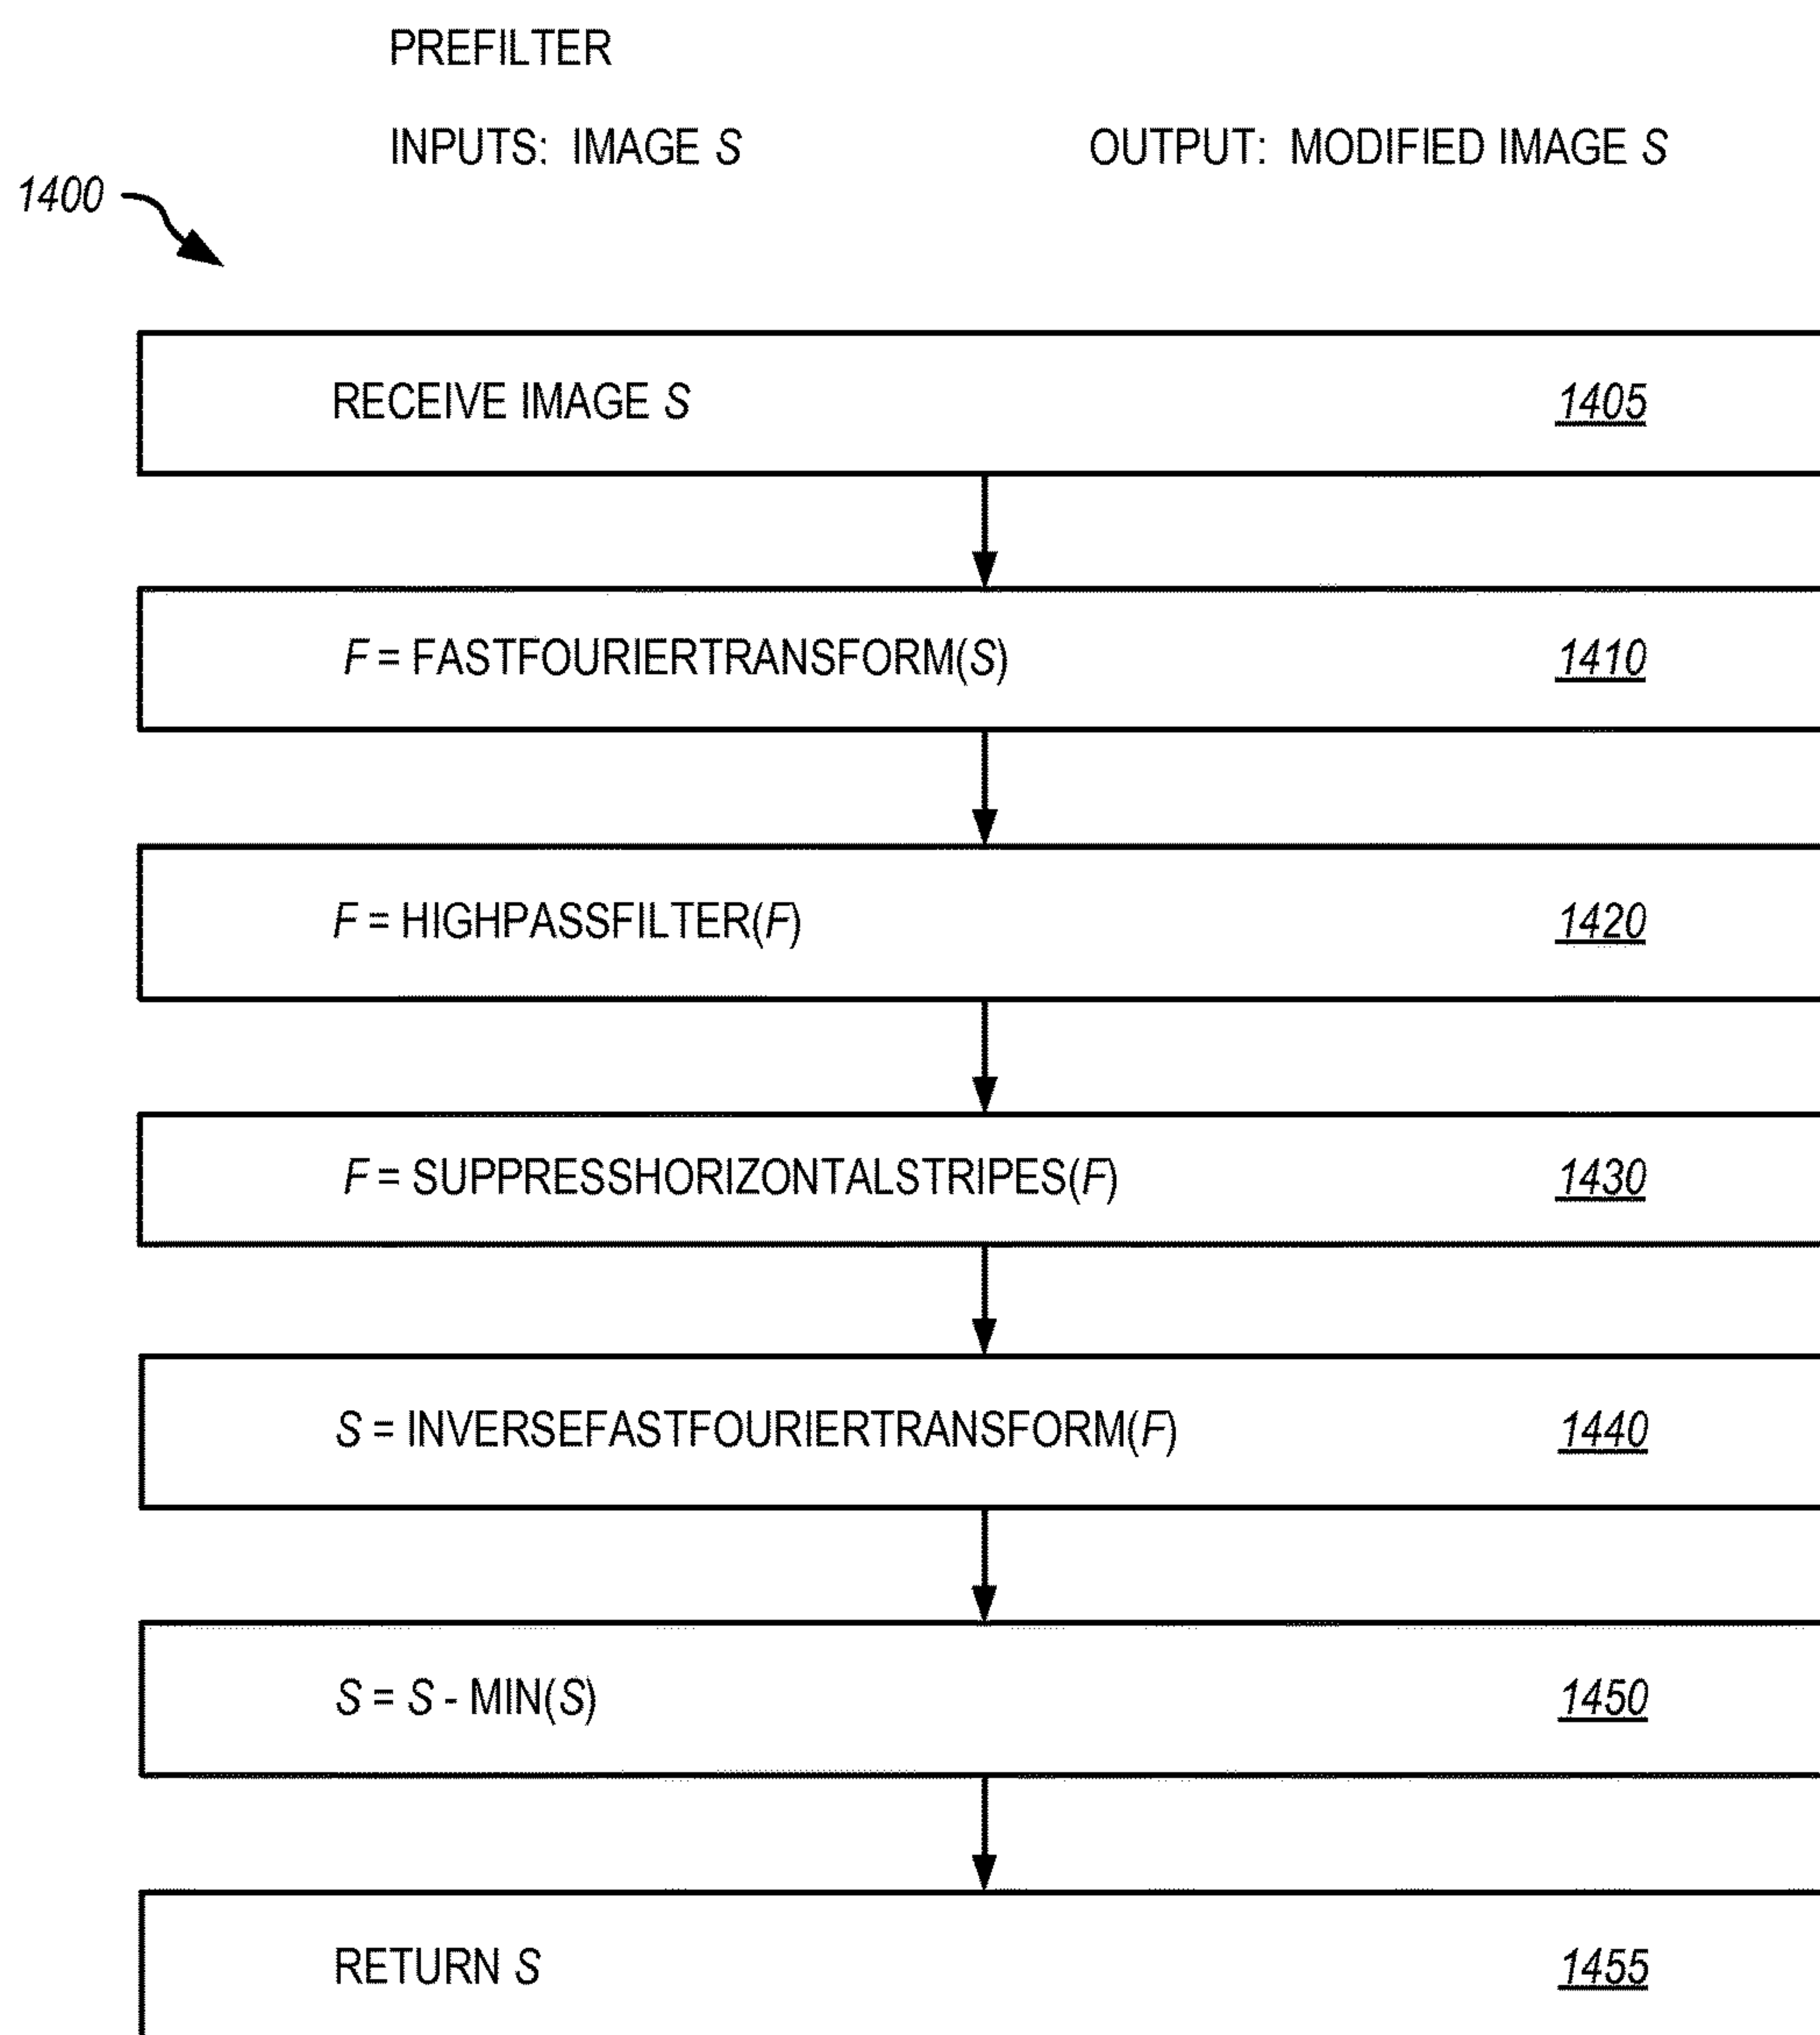 PREFILTER
INPUTS: IMAGE S OUTPUT: MODIFIED IMAGE S
1400
RECEIVE IMAGE S 1405
F = FASTFOURIERTRANSFORM(S) 1410
F = HIGHPASSFILTER(F) 1420
F = SUPPRESSHORIZONTALSTRIPES(F) 1430
S = INVERSEFASTFOURIERTRANSFORM(F) 1440
S = S - MIN(S) 1450
RETURN S 1455